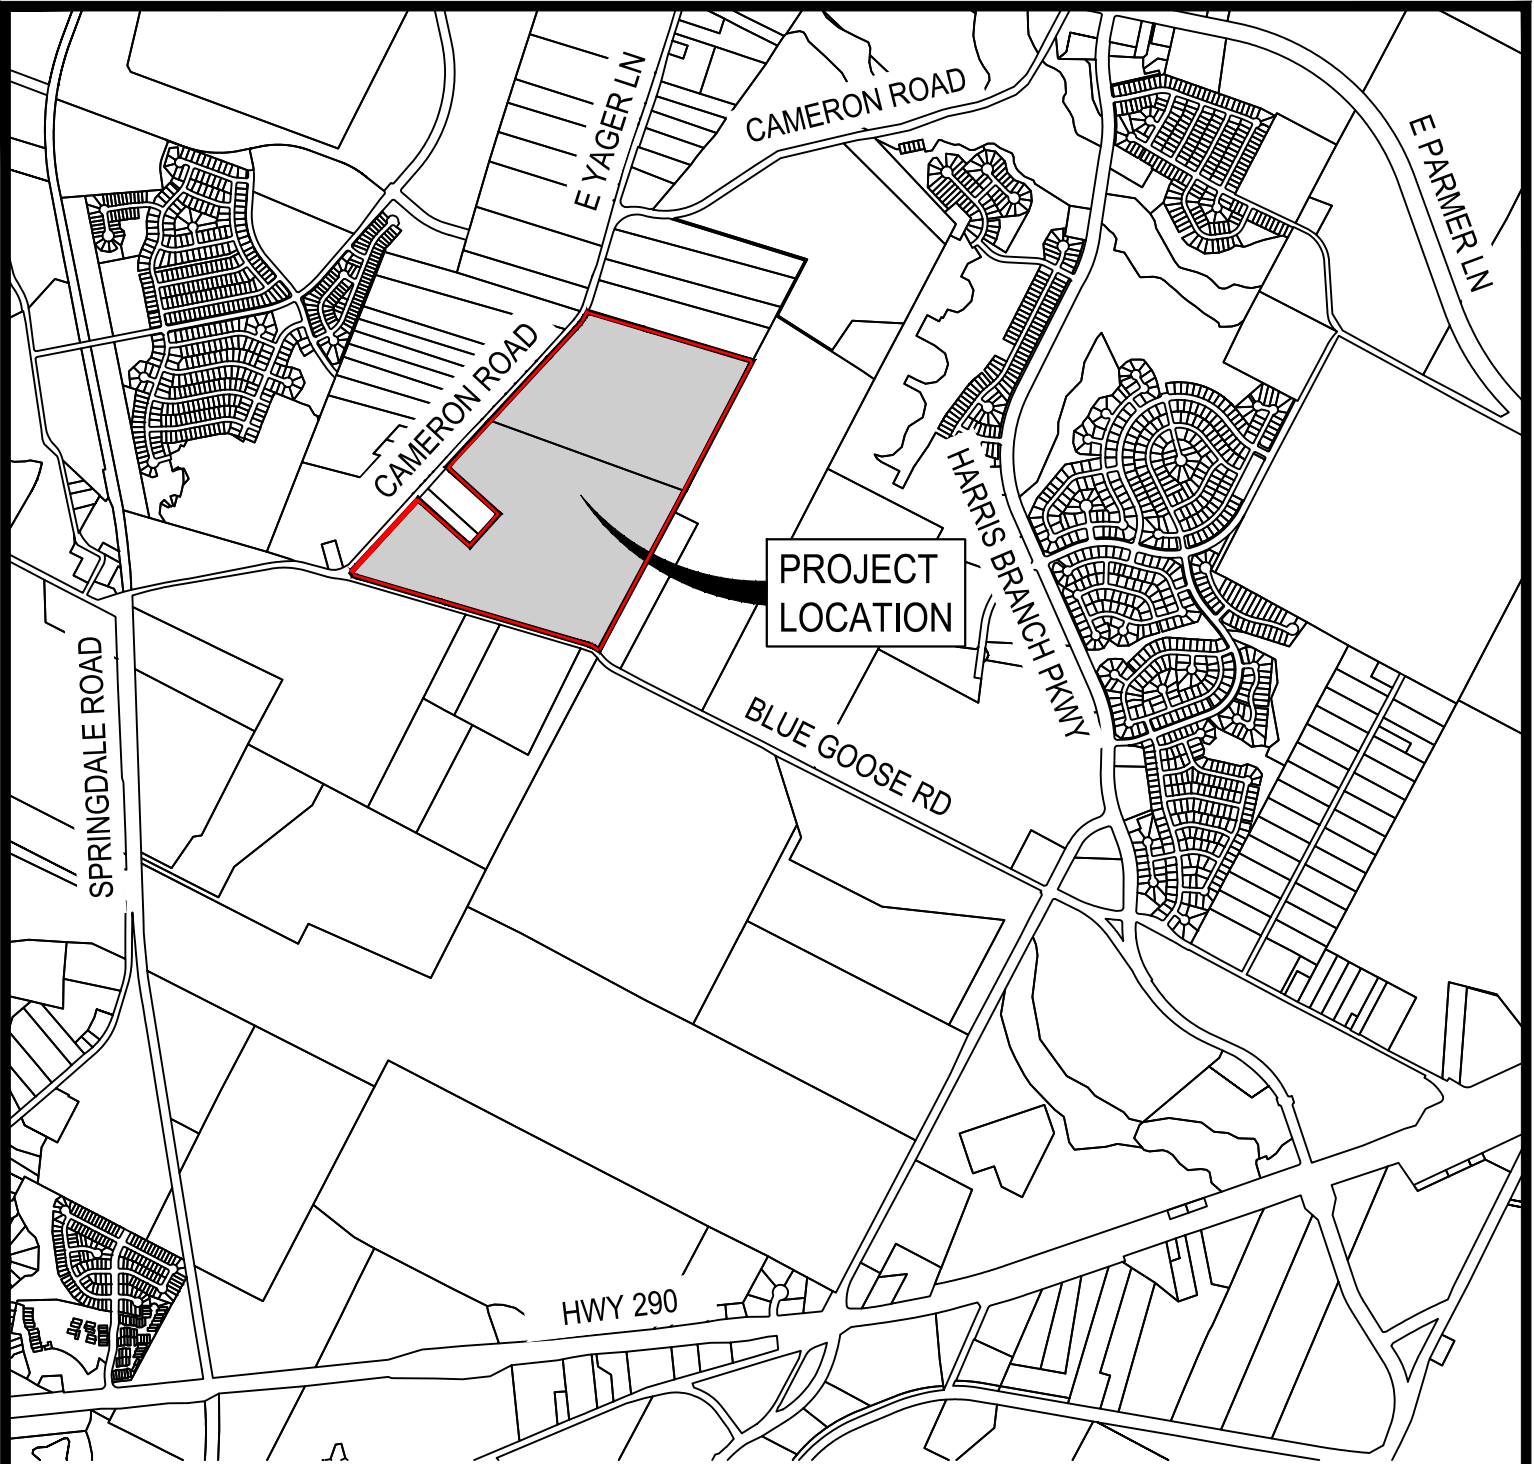 E YAGER LN
CAMERON ROAD
E PARMER LN
CAMERON ROAD
HARRIS BRANCH PKWY
PROJECT
LOCATION
SPRINGDALE ROAD
BLUE GOOSE RD
HWY 290